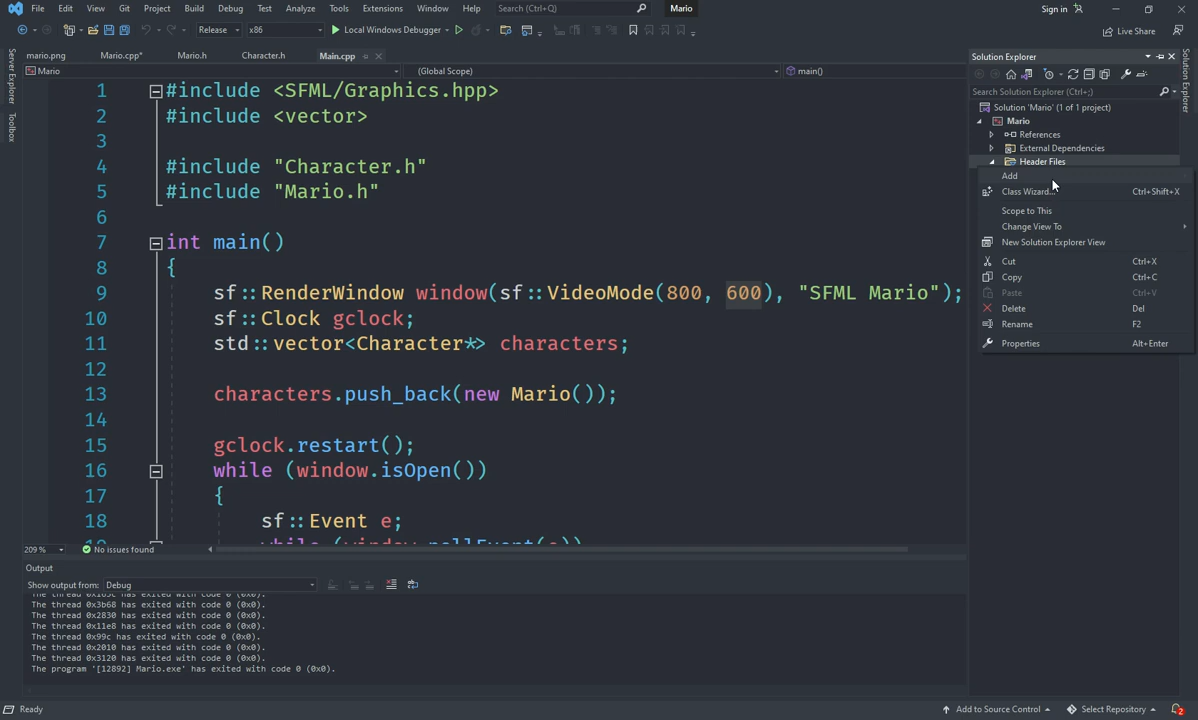 File Edit View Git Project Build Debug Test Analyze Tools Extensions Window Help Search (Ctrl+Q) Mario Sign in
Release x86 Local Windows Debugger Live Share
mario.png Mario.cpp* Mario.h Character.h Main.cpp
Mario (Global Scope) main()
Server Explorer
Toolbox
1 #include <SFML/Graphics.hpp>
2 #include <vector>
3
4 #include "Character.h"
5 #include "Mario.h"
6
7 int main()
8 {
9 sf::RenderWindow window(sf::VideoMode(800, 600), "SFML Mario");
10 sf::Clock gclock;
11 std::vector<Character*> characters;
12
13 characters.push_back(new Mario());
14
15 gclock.restart();
16 while (window.isOpen())
17 {
18 sf::Event e;
19 while (window.pollEvent(e))
209 % No issues found
Output
Show output from: Debug
The thread 0x3b68 has exited with code 0 (0x0).
The thread 0x2830 has exited with code 0 (0x0).
The thread 0x11e8 has exited with code 0 (0x0).
The thread 0x99c has exited with code 0 (0x0).
The thread 0x2010 has exited with code 0 (0x0).
The thread 0x3120 has exited with code 0 (0x0).
The program '[12892] Mario.exe' has exited with code 0 (0x0).
Solution Explorer
Search Solution Explorer (Ctrl+;)
Solution 'Mario' (1 of 1 project)
Mario
References
External Dependencies
Header Files
Add
Class Wizard... Ctrl+Shift+X
Scope to This
Change View To
New Solution Explorer View
Cut Ctrl+X
Copy Ctrl+C
Paste Ctrl+V
Delete Del
Rename F2
Properties Alt+Enter
Solution Explorer
Ready Add to Source Control Select Repository 2